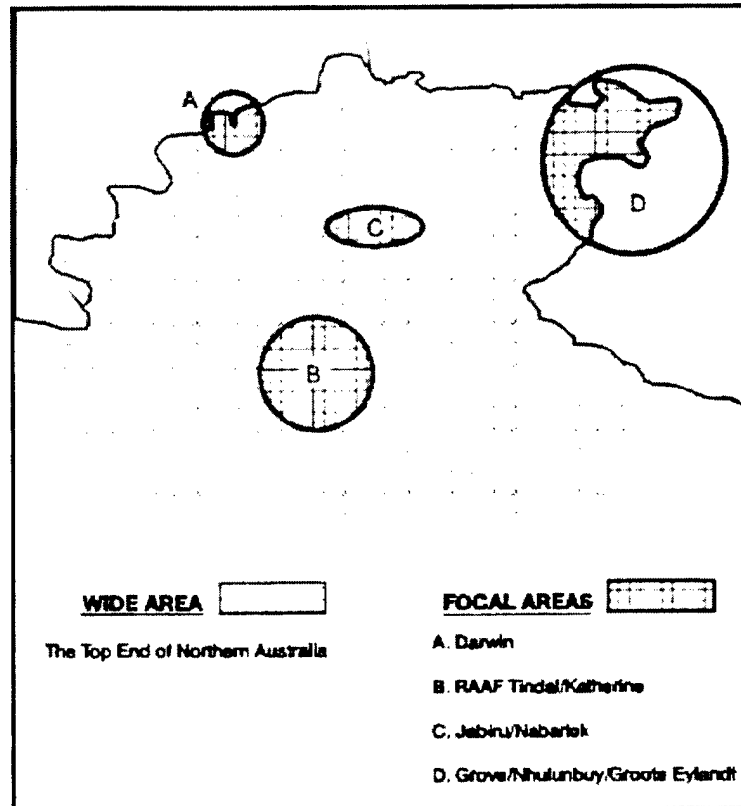 A
D
C
B
WIDE AREA
The Top End of Northern Australia
FOCAL AREAS
A. Darwin
B. RAAF Tindal/Katherine
C. Jabiru/Nabarlek
D. Grove/Nhulunbuy/Groote Eylandt